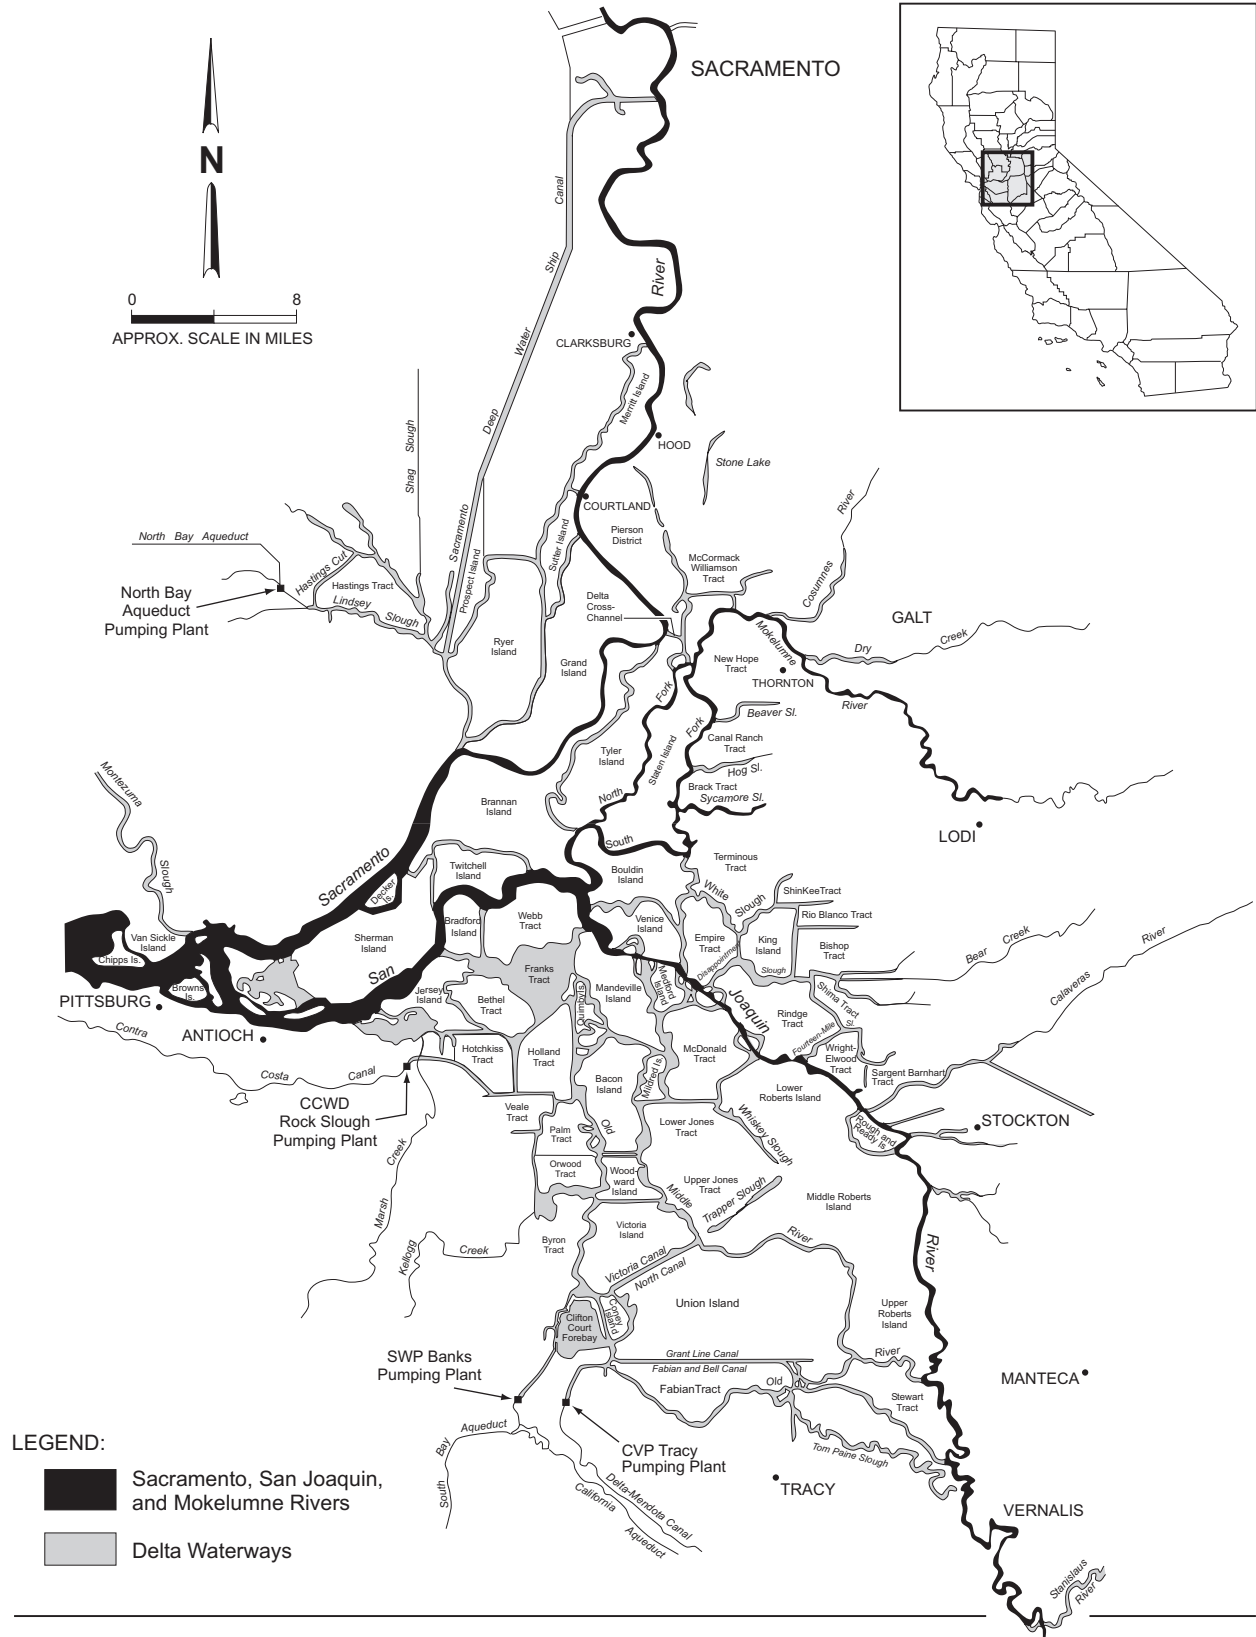 SACRAMENTO
N
0 8
APPROX. SCALE IN MILES
Canal
Ship
Water
Deep
Sacramento
River
CLARKSBURG
Merritt Island
HOOD
Stone Lake
Shag Slough
COURTLAND
Pierson
District
Sutter Island
Prospect Island
North Bay Aqueduct
North Bay
Aqueduct
Pumping Plant
Hastings Cut
Hastings Tract
Lindsey
Slough
McCormack
Williamson
Tract
River
Cosumnes
Delta
Cross-
Channel
GALT
Dry Creek
Ryer
Island
Grand
Island
Mokelumne
River
New Hope
Tract
THORNTON
Fork
Beaver Sl.
Fork
Canal Ranch
Tract
Hog Sl.
Tyler
Island
Staten Island
North
Brack Tract
Sycamore Sl.
Brannan
Island
LODI
South
Montezuma
Slough
Sacramento
Decker
Is.
Twitchell
Island
Bouldin
Island
Terminous
Tract
White
Slough
ShinKeeTract
Rio Blanco Tract
Van Sickle
Island
Chipps Is.
Browns
Is.
PITTSBURG
ANTIOCH
Sherman
Island
San
Bradford
Island
Webb
Tract
Venice
Island
Empire
Tract
King
Island
Bishop
Tract
Bear Creek
Calaveras River
Disappointment
Slough
Jersey
Island
Bethel
Tract
Franks
Tract
Quimby Is.
Mandeville
Island
Medford
Island
Joaquin
Rindge
Tract
Shima Tract
Fourteen-Mile
Sl.
Contra
Costa
Canal
Hotchkiss
Tract
Holland
Tract
Bacon
Island
Mildred Is.
McDonald
Tract
Wright-
Elwood
Tract
Sargent Barnhart
Tract
CCWD
Rock Slough
Pumping Plant
Lower
Roberts Island
STOCKTON
Rough and
Ready Is.
Veale
Tract
Palm
Tract
Old
Lower Jones
Tract
Whiskey Slough
Orwood
Tract
Wood-
ward
Island
Middle
Upper Jones
Tract
Trapper Slough
Middle Roberts
Island
Marsh
Creek
Kellogg
Creek
Byron
Tract
Victoria
Island
River
River
Victoria Canal
North Canal
Clifton
Court
Forebay
Coney
Island
Union Island
Upper
Roberts
Island
SWP Banks
Pumping Plant
Grant Line Canal
Fabian and Bell Canal
River
FabianTract
Old
Stewart
Tract
MANTECA
South
Bay
Aqueduct
CVP Tracy
Pumping Plant
Tom Paine Slough
Delta-Mendota Canal
California
Aqueduct
TRACY
VERNALIS
Stanislaus
River
LEGEND:
Sacramento, San Joaquin,
and Mokelumne Rivers
Delta Waterways